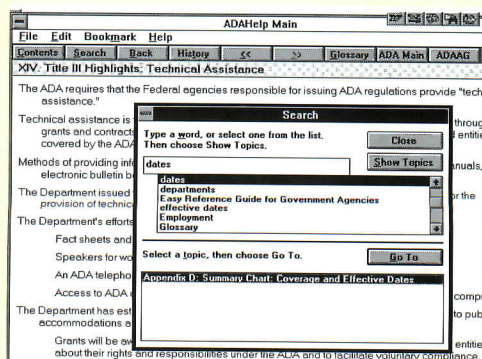 ADAHelp Main
File Edit Bookmark Help
Contents Search Back History << >> Glossary ADA Main ADAAG
XIV. Title III Highlights: Technical Assistance
The ADA requires that the Federal agencies responsible for issuing ADA regulations provide "tech
assistance."
Technical assistance is throug
grants and contracts d entitie
covered by the ADA
Methods of providing info anuals,
electronic bulletin b
The Department issued or the
provision of technic
The Department's efforts
Fact sheets and
Speakers for wo
An ADA telepho
Access to ADA compu
The Department has est to pub
accommodations a
Grants will be aw entitie
about their rights and responsibilities under the ADA and to facilitate voluntary compliance.
Search
Type a word, or select one from the list.
Then choose Show Topics.
Close
dates
Show Topics
dates
departments
Easy Reference Guide for Government Agencies
effective dates
Employment
Glossary
Select a topic, then choose Go To.
Go To
Appendix D: Summary Chart: Coverage and Effective Dates